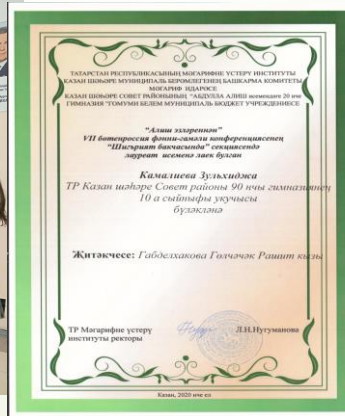 ТАТАРСТАН РЕСПУБЛИКАСЫНЫҢ МӘГАРИФНЕ ҮСТЕРҮ ИНСТИТУТЫ
КАЗАН ШӘҺӘРЕ МУНИЦИПАЛЬ БЕРӘМЛЕГЕНЕҢ БАШКАРМА КОМИТЕТЫ
МӘГАРИФ ИДАРӘСЕ
КАЗАН ШӘҺӘРЕ СОВЕТ РАЙОНЫНЫҢ "АБДУЛЛА АЛИШ исемендәге 20 нче
ГИМНАЗИЯ "ГОМУМИ БЕЛЕМ МУНИЦИПАЛЬ БЮДЖЕТ УЧРЕЖДЕНИЕСЕ
"Алиш эзләреннән"
VII бөтенроссия фәнни-гамәли конференциясенең
"Шигърият бакчасында" секциясендә
лауреат исеменә лаек булган
Камалиева Зульхиджа
ТР Казан шәһәре Совет районы 90 нчы гимназиянең
10 а сыйныфы укучысы
бүләкләнә
Җитәкчесе: Габделхакова Гөлчәчәк Рашит кызы
ТР Мәгарифне үстерү
институты ректоры
Л.Н.Нугуманова
Казан, 2020 нче ел